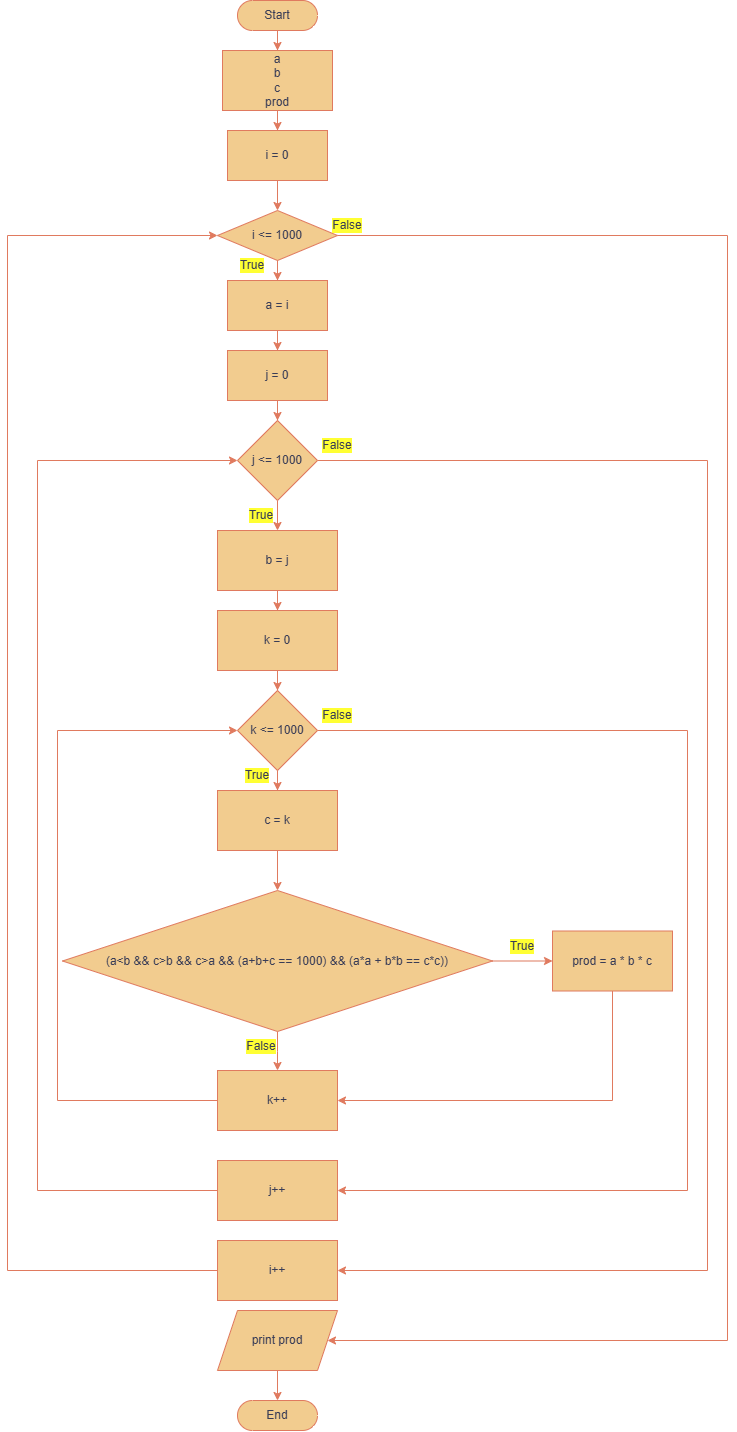 Start
a
b
c
prod
i = 0
i <= 1000
False
True
a = i
j = 0
j <= 1000
False
True
b = j
k = 0
k <= 1000
False
True
c = k
(a<b && c>b && c>a && (a+b+c == 1000) && (a*a + b*b == c*c))
True
prod = a * b * c
False
k++
j++
i++
print prod
End